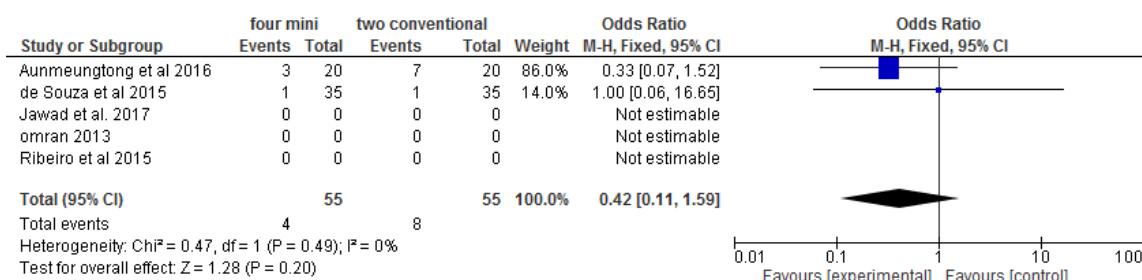 four mini two conventional Odds Ratio Odds Ratio
Study or Subgroup Events Total Events Total Weight M-H, Fixed, 95% CI M-H, Fixed, 95% CI
Aunmeungtong et al 2016 3 20 7 20 86.0% 0.33 [0.07, 1.52]
de Souza et al 2015 1 35 1 35 14.0% 1.00 [0.06, 16.65]
Jawad et al. 2017 0 0 0 0 Not estimable
omran 2013 0 0 0 0 Not estimable
Ribeiro et al 2015 0 0 0 0 Not estimable
Total (95% CI) 55 55 100.0% 0.42 [0.11, 1.59]
Total events 4 8
Heterogeneity: Chi² = 0.47, df = 1 (P = 0.49); I² = 0%
Test for overall effect: Z = 1.28 (P = 0.20)
0.01 0.1 1 10 100
Favours [experimental] Favours [control]